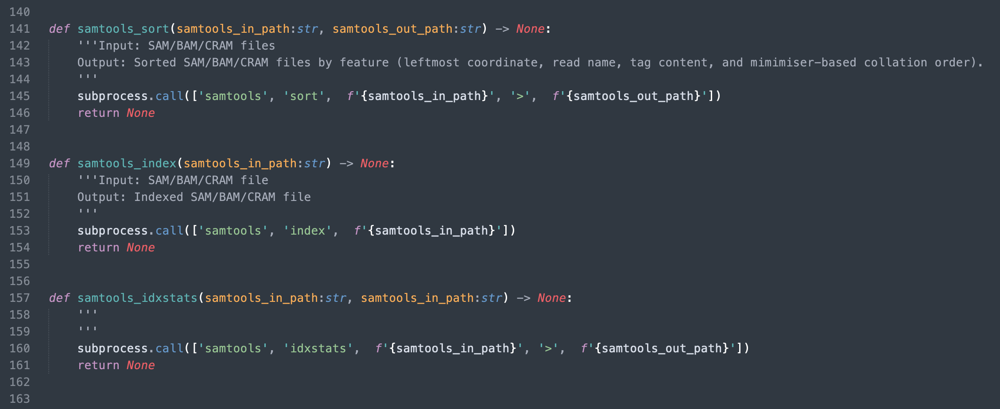 140
141 def samtools_sort(samtools_in_path:str, samtools_out_path:str) -> None:
142     '''Input: SAM/BAM/CRAM files
143     Output: Sorted SAM/BAM/CRAM files by feature (leftmost coordinate, read name, tag content, and mimimiser-based collation order).
144     '''
145     subprocess.call(['samtools', 'sort',  f'{samtools_in_path}', '>',  f'{samtools_out_path}'])
146     return None
147
148
149 def samtools_index(samtools_in_path:str) -> None:
150     '''Input: SAM/BAM/CRAM file
151     Output: Indexed SAM/BAM/CRAM file
152     '''
153     subprocess.call(['samtools', 'index',  f'{samtools_in_path}'])
154     return None
155
156
157 def samtools_idxstats(samtools_in_path:str, samtools_in_path:str) -> None:
158     '''
159     '''
160     subprocess.call(['samtools', 'idxstats',  f'{samtools_in_path}', '>',  f'{samtools_out_path}'])
161     return None
162
163